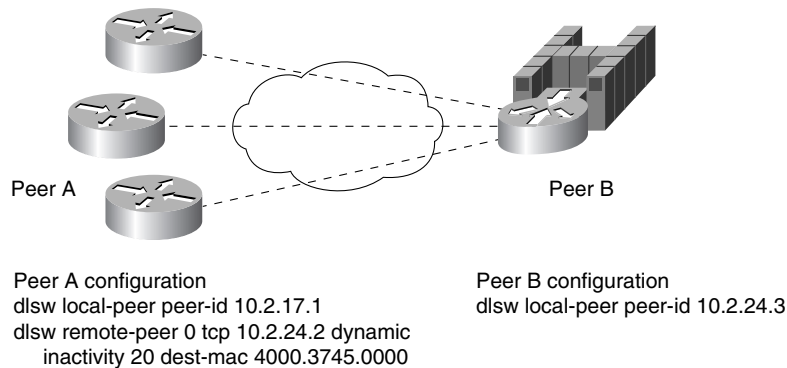 Peer A
Peer B
Peer A configuration
dlsw local-peer peer-id 10.2.17.1
dlsw remote-peer 0 tcp 10.2.24.2 dynamic
inactivity 20 dest-mac 4000.3745.0000
Peer B configuration
dlsw local-peer peer-id 10.2.24.3